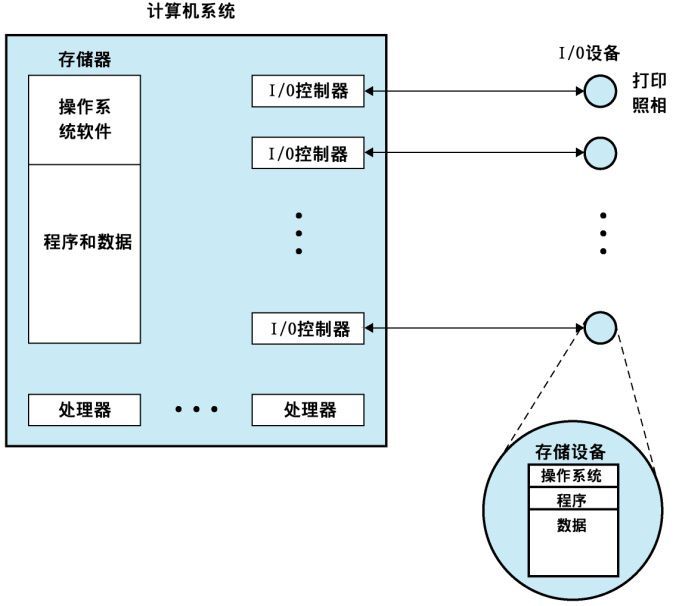 计算机系统
存储器
操作系
统软件
程序和数据
I/O控制器
I/O控制器
I/O控制器
处理器
处理器
I/O设备
打印
照相
存储设备
操作系统
程序
数据